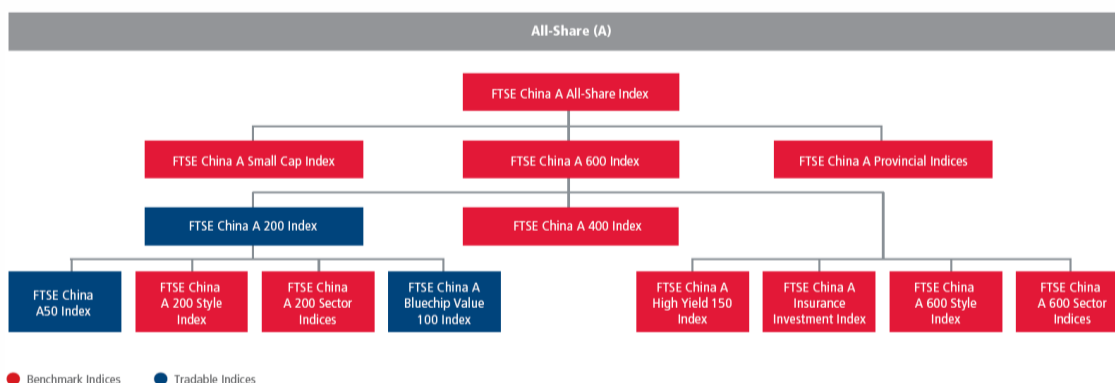 All-Share (A)
FTSE China A All-Share Index
FTSE China A Small Cap Index
FTSE China A 600 Index
FTSE China A Provincial Indices
FTSE China A 200 Index
FTSE China A 400 Index
FTSE China
A50 Index
FTSE China
A 200 Style
Index
FTSE China
A 200 Sector
Indices
FTSE China A
Bluechip Value
100 Index
FTSE China A
High Yield 150
Index
FTSE China A
Insurance
Investment Index
FTSE China
A 600 Style
Index
FTSE China
A 600 Sector
Indices
Benchmark Indices
Tradable Indices